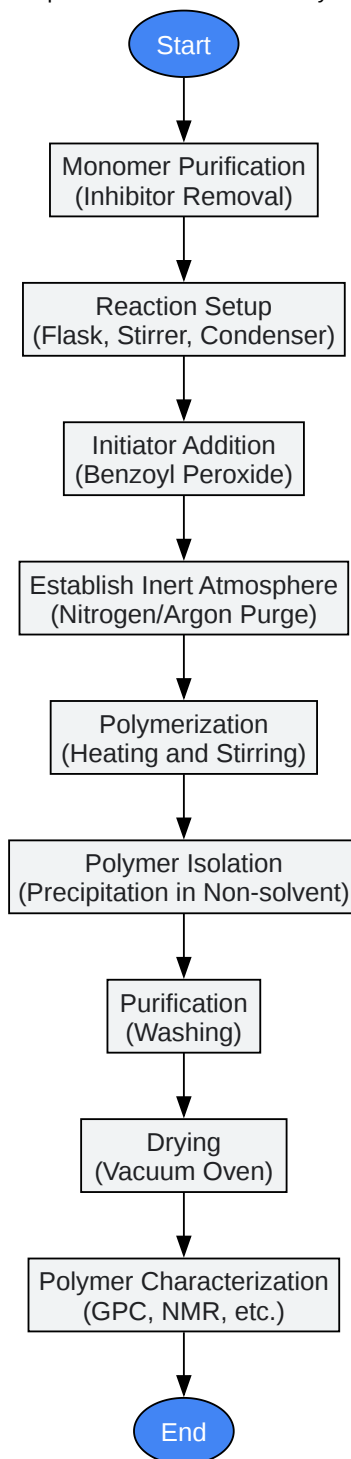 Start
Monomer Purification
(Inhibitor Removal)
Reaction Setup
(Flask, Stirrer, Condenser)
Initiator Addition
(Benzoyl Peroxide)
Establish Inert Atmosphere
(Nitrogen/Argon Purge)
Polymerization
(Heating and Stirring)
Polymer Isolation
(Precipitation in Non-solvent)
Purification
(Washing)
Drying
(Vacuum Oven)
Polymer Characterization
(GPC, NMR, etc.)
End